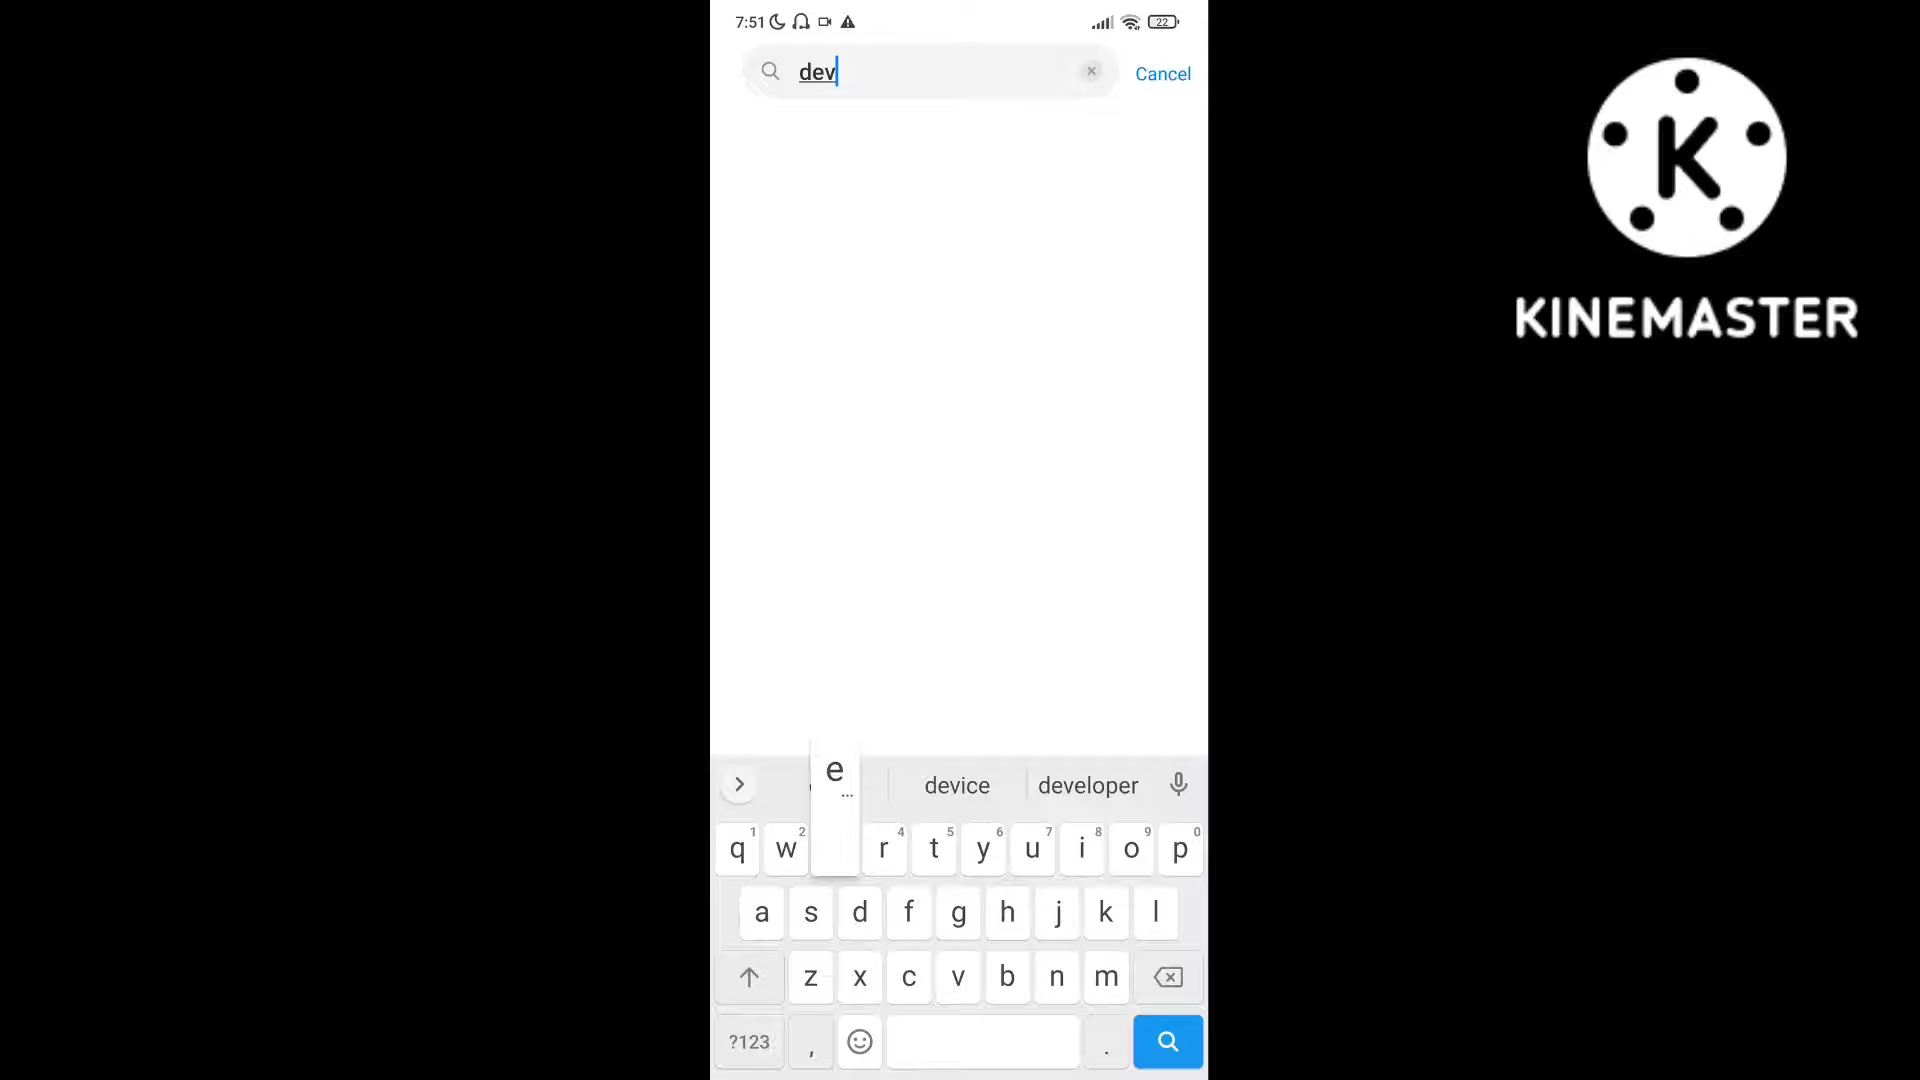 7:51
22
dev
Cancel
K
KINEMASTER
e
...
device
developer
1 2 4 5 6 7 8 9 0
q w r t y u i o p
a s d f g h j k l
z x c v b n m
?123 , .